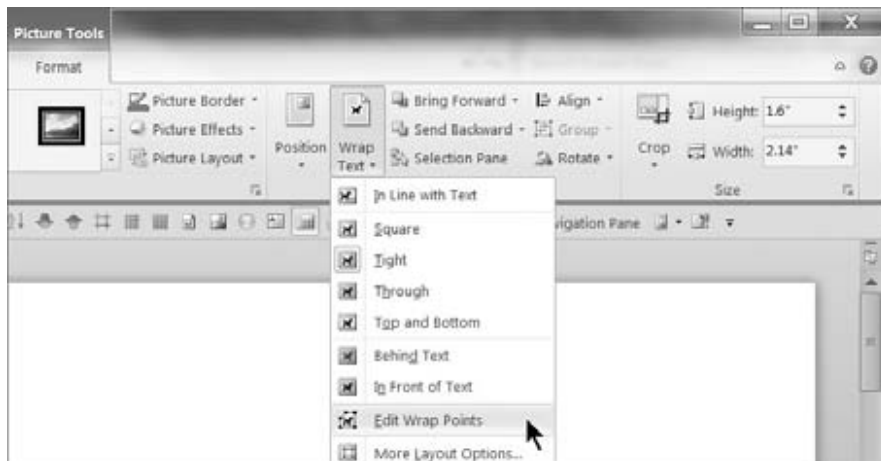 Picture Tools
Format
Picture Border
Picture Effects
Picture Layout
Position
Wrap
Text
Bring Forward
Send Backward
Selection Pane
Align
Group
Rotate
Crop
Height: 1.6"
Width: 2.14"
Size
In Line with Text
Square
Tight
Through
Top and Bottom
Behind Text
In Front of Text
Edit Wrap Points
More Layout Options...
vigation Pane